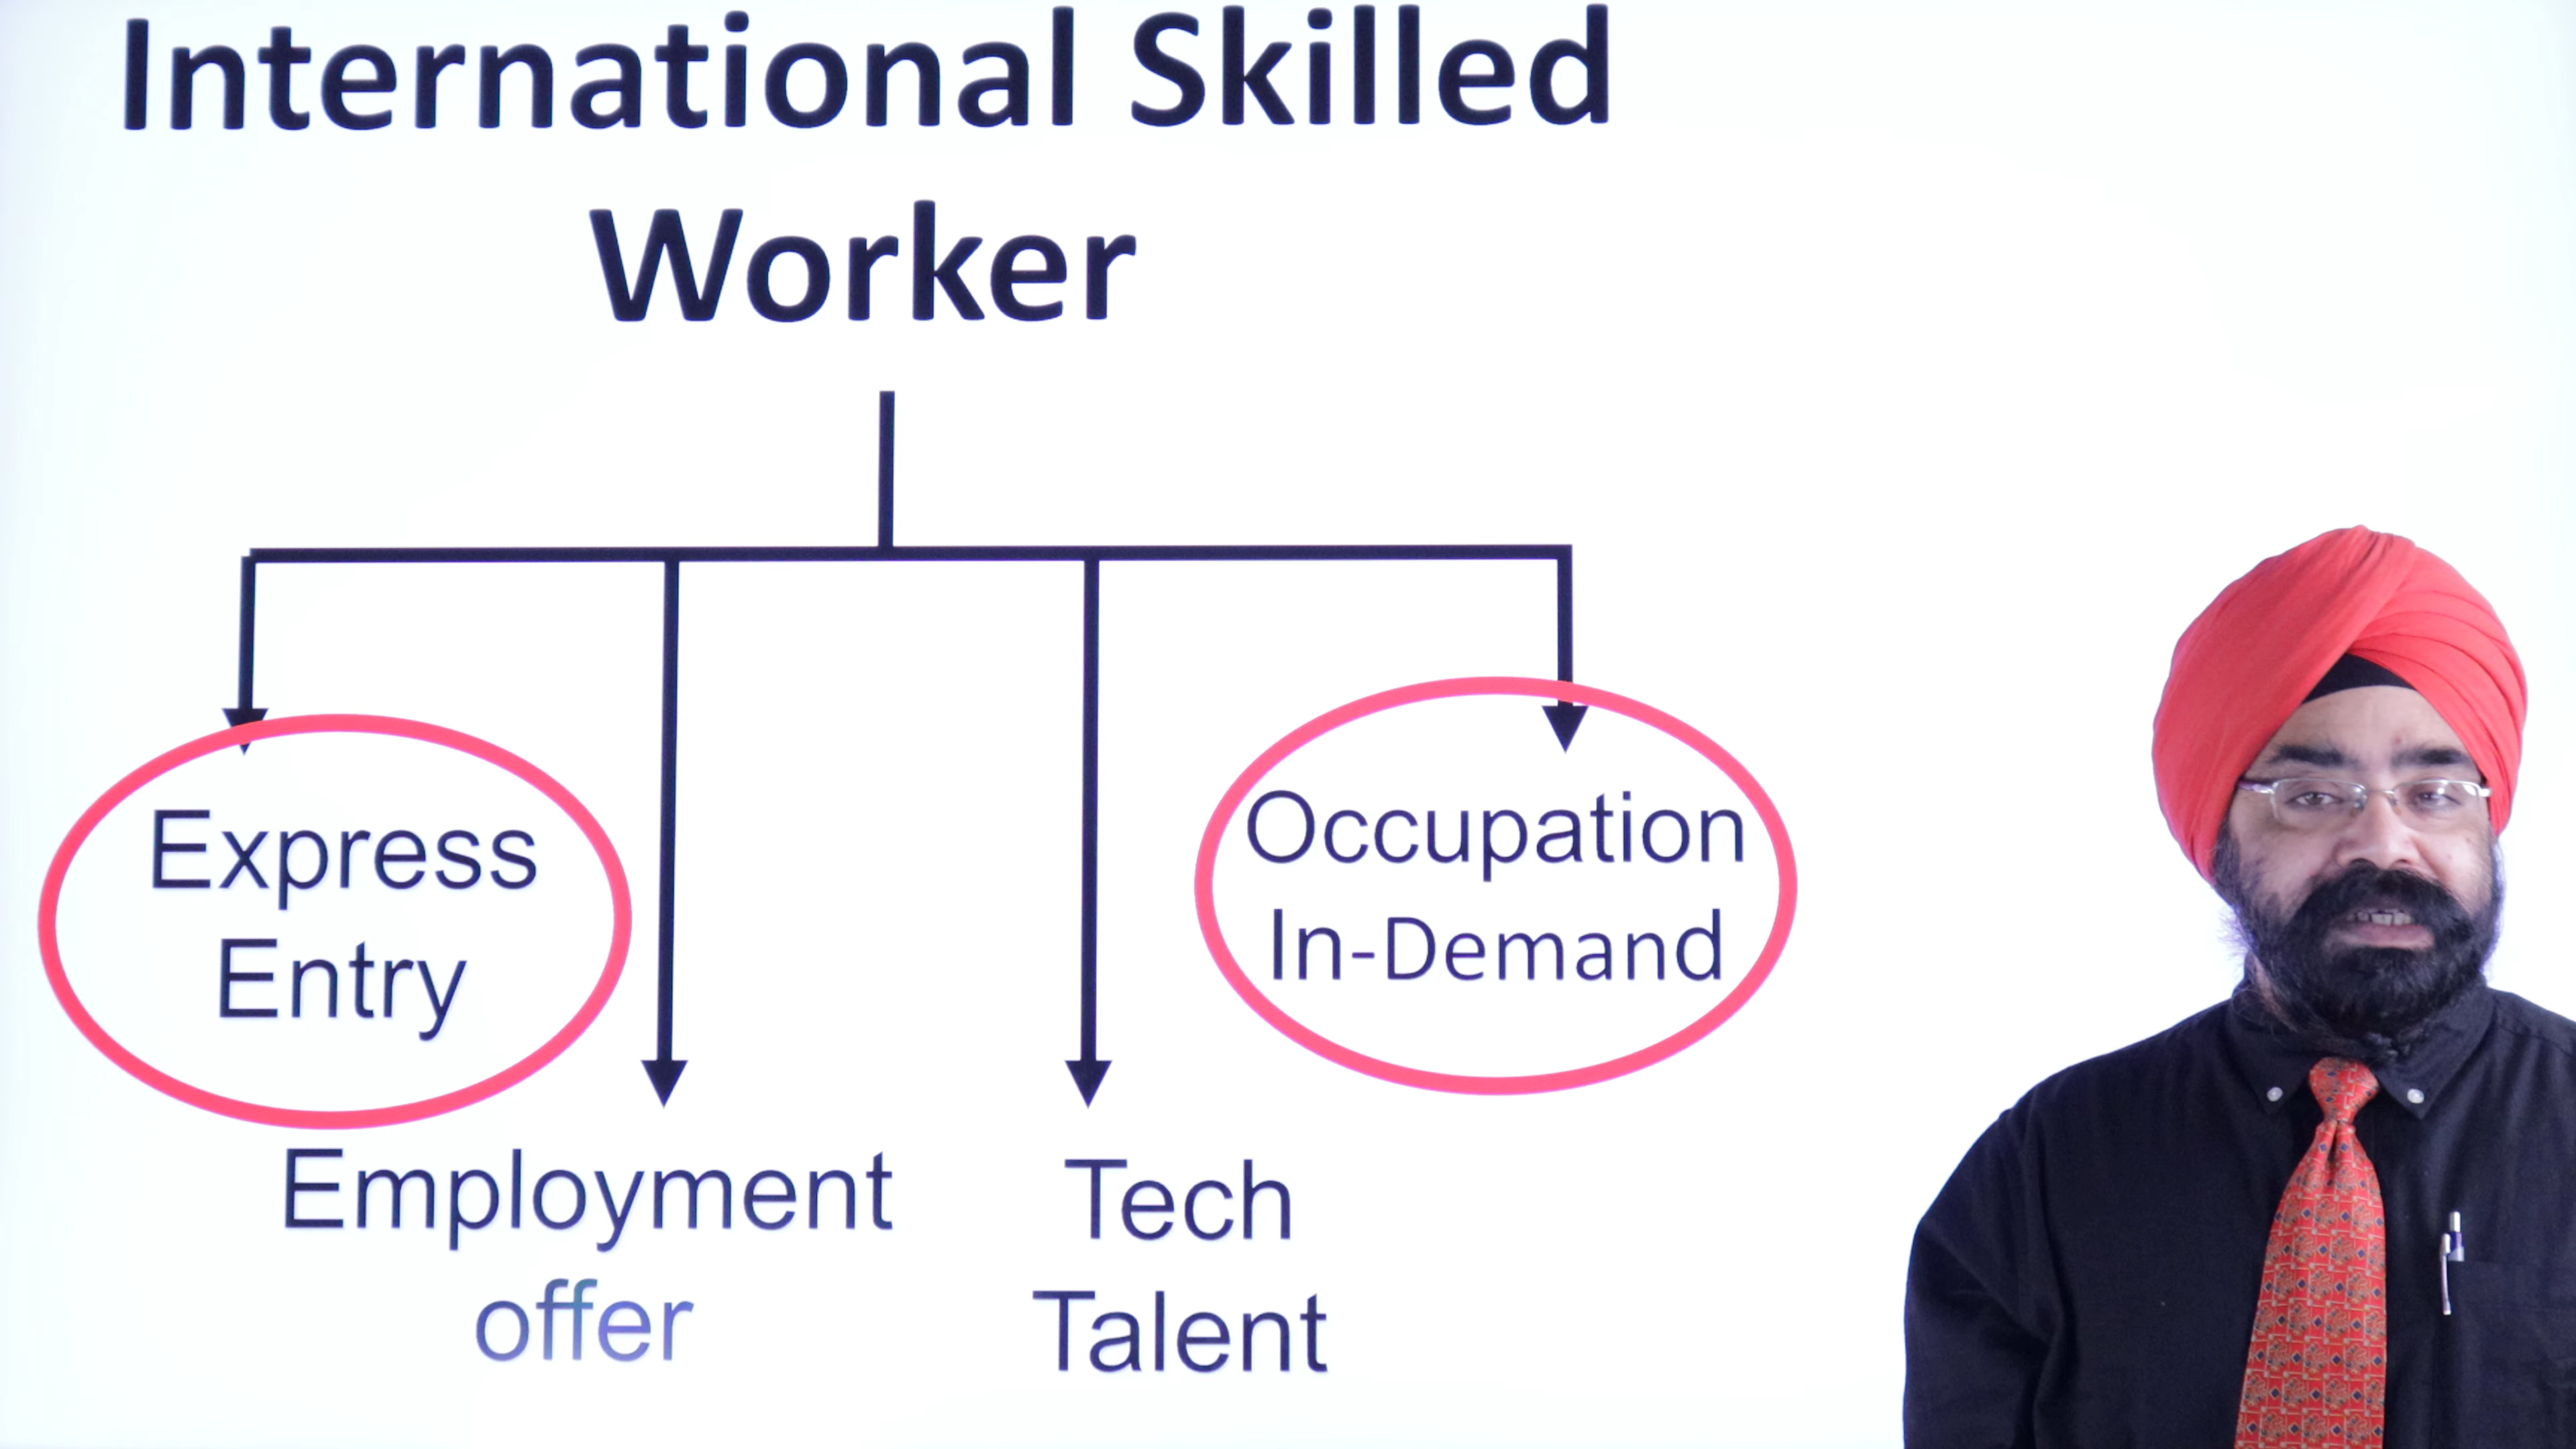 International Skilled
Worker
Express
Entry
Occupation
In-Demand
Employment
offer
Tech
Talent